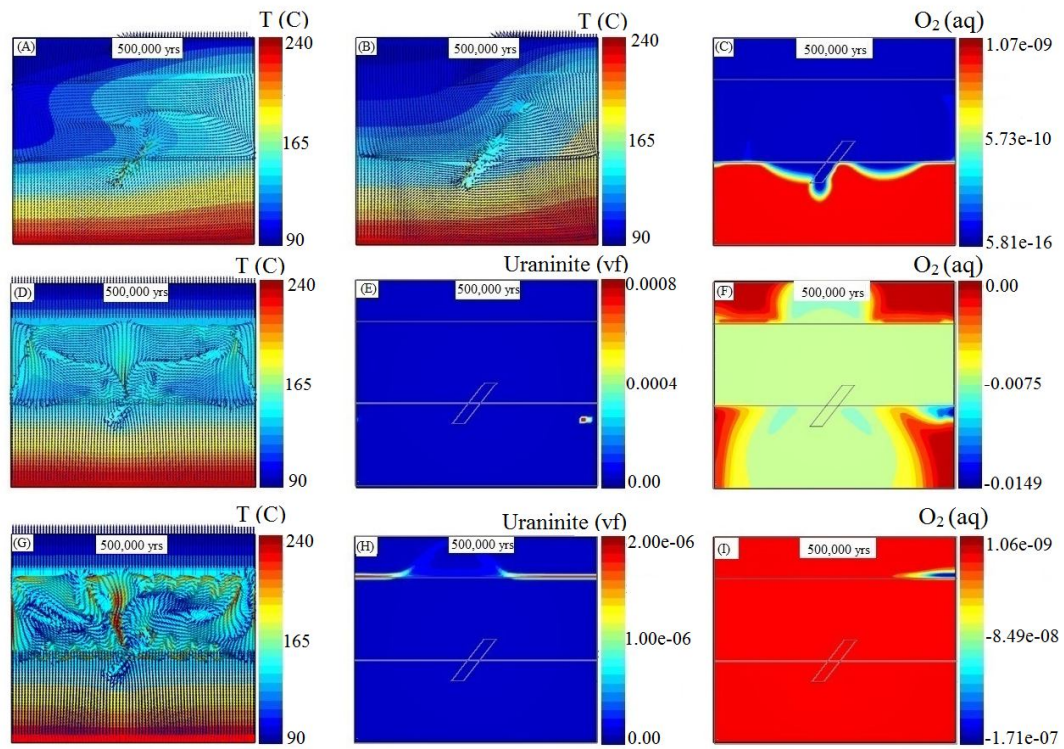 T (C)
(A)
500,000 yrs
240
165
90
T (C)
(B)
500,000 yrs
240
165
90
O2 (aq)
(C)
500,000 yrs
1.07e-09
5.73e-10
5.81e-16
T (C)
(D)
500,000 yrs
240
165
90
Uraninite (vf)
(E)
500,000 yrs
0.0008
0.0004
0.00
O2 (aq)
(F)
500,000 yrs
0.00
-0.0075
-0.0149
T (C)
(G)
500,000 yrs
240
165
90
Uraninite (vf)
(H)
500,000 yrs
2.00e-06
1.00e-06
0.00
O2 (aq)
(I)
500,000 yrs
1.06e-09
-8.49e-08
-1.71e-07